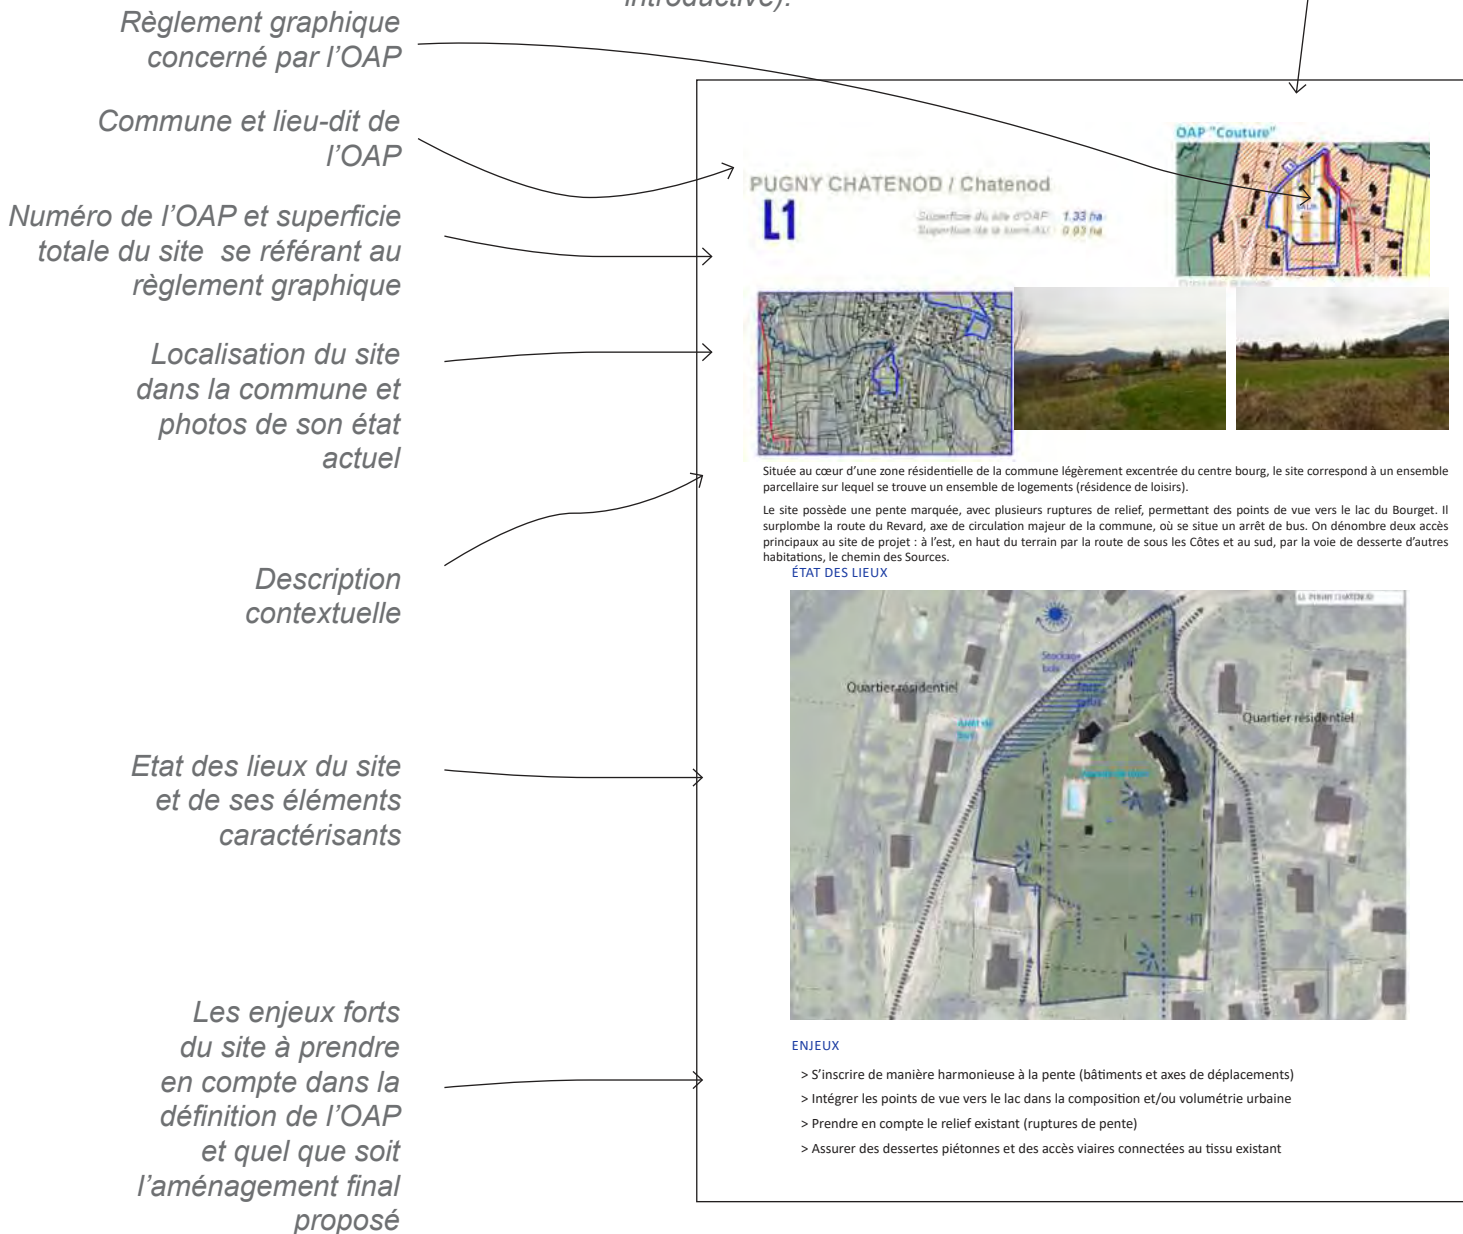 introductive).
Règlement graphique
concerné par l'OAP
Commune et lieu-dit de
l'OAP
Numéro de l'OAP et superficie
totale du site se référant au
règlement graphique
Localisation du site
dans la commune et
photos de son état
actuel
Description
contextuelle
Etat des lieux du site
et de ses éléments
caractérisants
Les enjeux forts
du site à prendre
en compte dans la
définition de l'OAP
et quel que soit
l'aménagement final
proposé
OAP "Couture"
PUGNY CHATENOD / Chatenod
L1
Superficie du site d'OAP 1.33 ha
Superficie de la zone AU 0.93 ha
Située au cœur d'une zone résidentielle de la commune légèrement excentrée du centre bourg, le site correspond à un ensemble
parcellaire sur lequel se trouve un ensemble de logements (résidence de loisirs).
Le site possède une pente marquée, avec plusieurs ruptures de relief, permettant des points de vue vers le lac du Bourget. Il
surplombe la route du Revard, axe de circulation majeur de la commune, où se situe un arrêt de bus. On dénombre deux accès
principaux au site de projet : à l'est, en haut du terrain par la route de sous les Côtes et au sud, par la voie de desserte d'autres
habitations, le chemin des Sources.
ÉTAT DES LIEUX
L1 PUGNY CHATENOD
Stockage
bois
Quartier résidentiel
Arrêt de
bus
Quartier résidentiel
ENJEUX
> S'inscrire de manière harmonieuse à la pente (bâtiments et axes de déplacements)
> Intégrer les points de vue vers le lac dans la composition et/ou volumétrie urbaine
> Prendre en compte le relief existant (ruptures de pente)
> Assurer des dessertes piétonnes et des accès viaires connectées au tissu existant